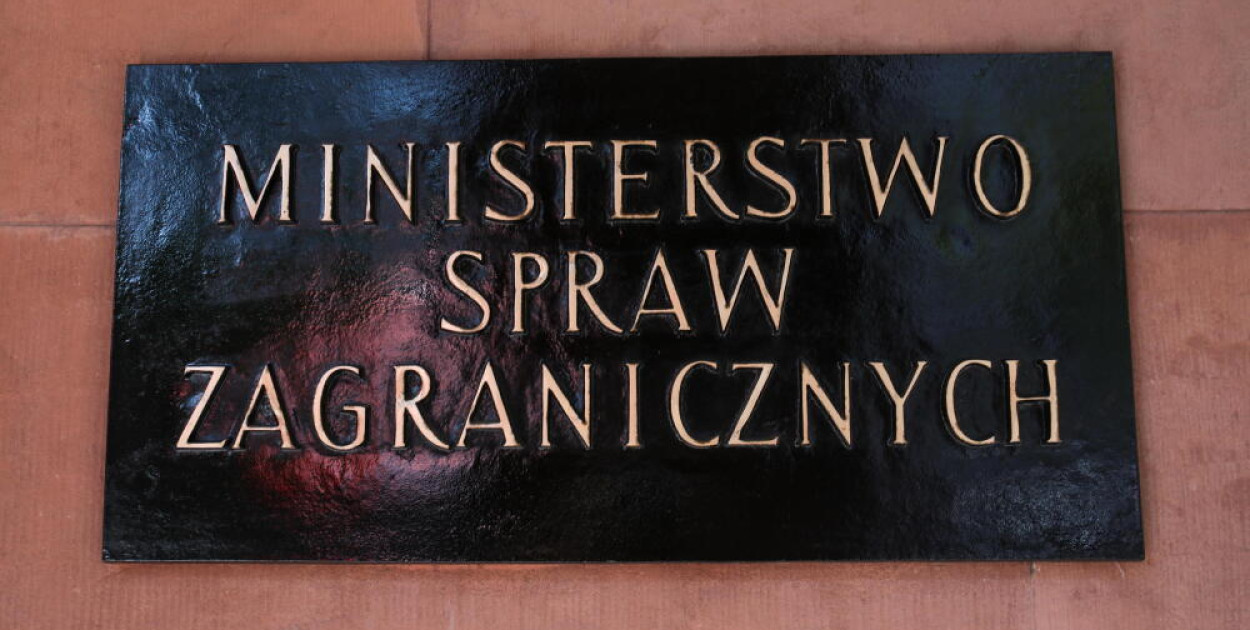 MINISTERSTWO
SPRAW
ZAGRANICZNYCH